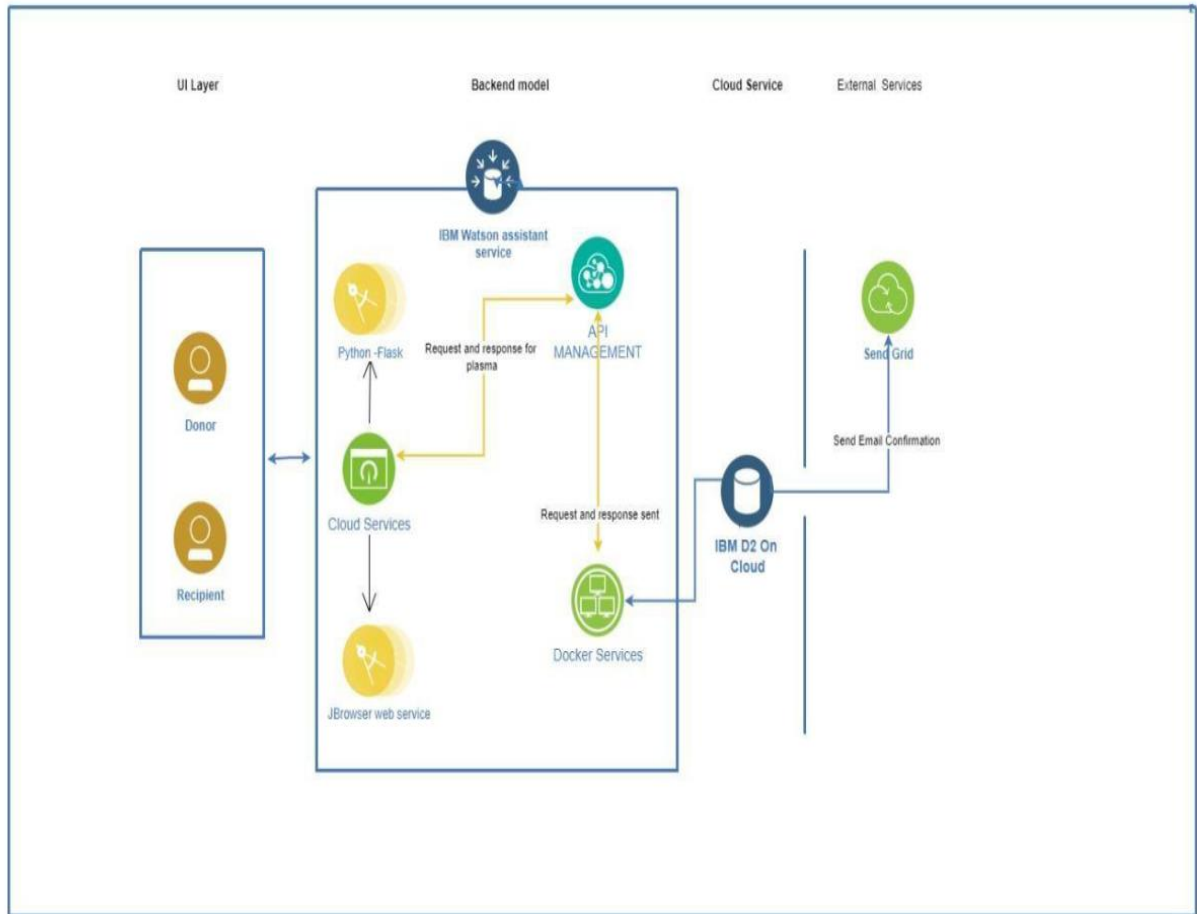 UI Layer
Backend model
Cloud Service
External Services
IBM Watson assistant
service
Python -Flask
Request and response for
plasma
API
MANAGEMENT
Send Grid
Donor
Send Email Confirmation
Cloud Services
Request and response sent
IBM D2 On
Cloud
Recipient
Docker Services
JBrowser web service